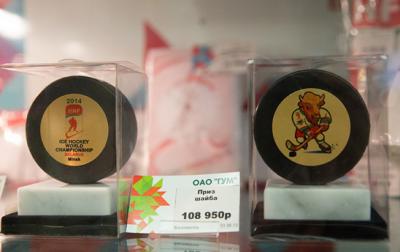 2014
IIHF
ICE HOCKEY
WORLD
CHAMPIONSHIP
BELARUS
Minsk
ОАО "ГУМ"
Приз
шайба
108 950р